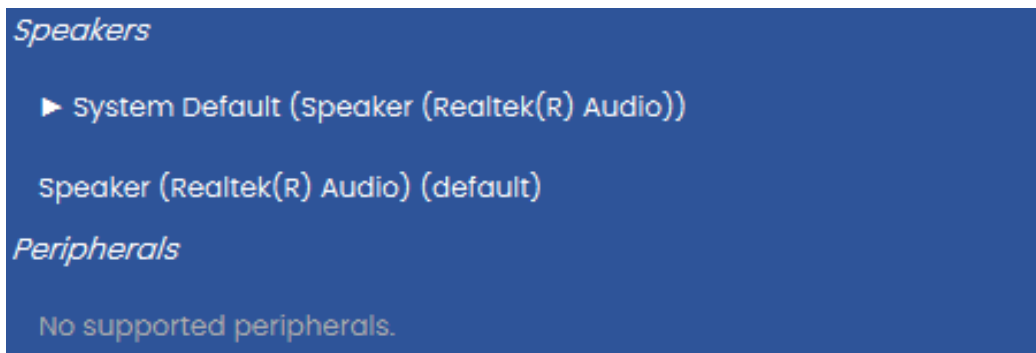 Speakers
► System Default (Speaker (Realtek(R) Audio))
Speaker (Realtek(R) Audio) (default)
Peripherals
No supported peripherals.